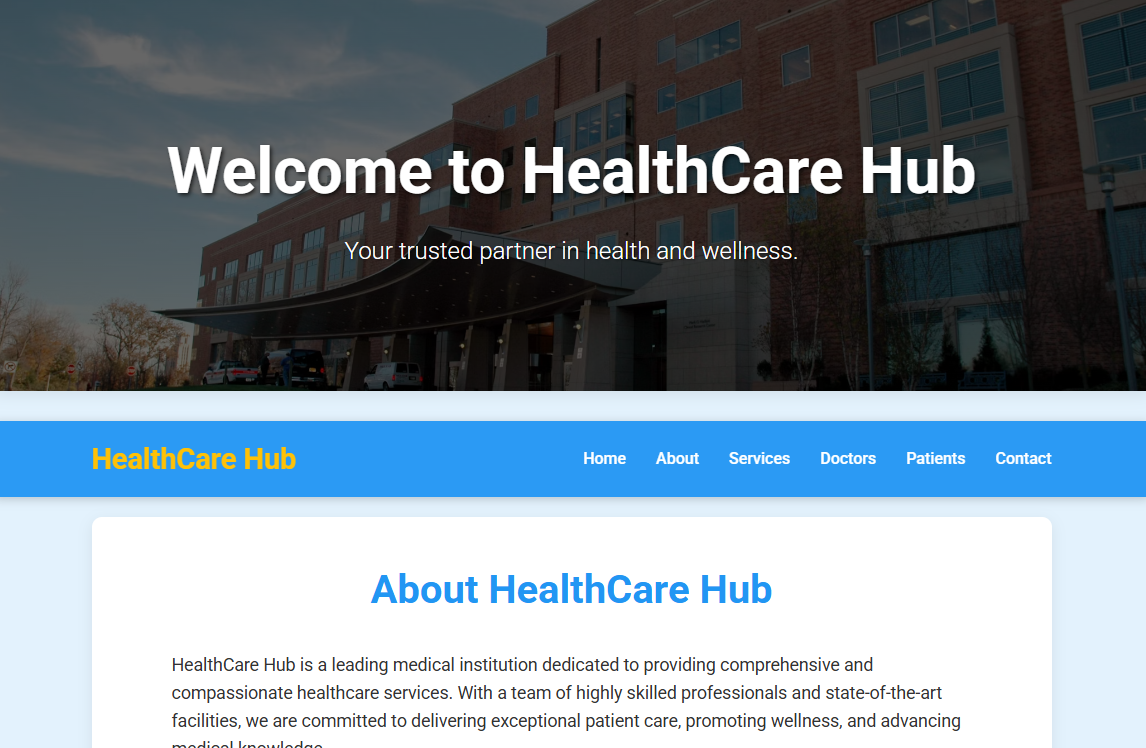 Welcome to HealthCare Hub
Your trusted partner in health and wellness.
HealthCare Hub
Home About Services Doctors Patients Contact
About HealthCare Hub
HealthCare Hub is a leading medical institution dedicated to providing comprehensive and
compassionate healthcare services. With a team of highly skilled professionals and state-of-the-art
facilities, we are committed to delivering exceptional patient care, promoting wellness, and advancing
medical knowledge.